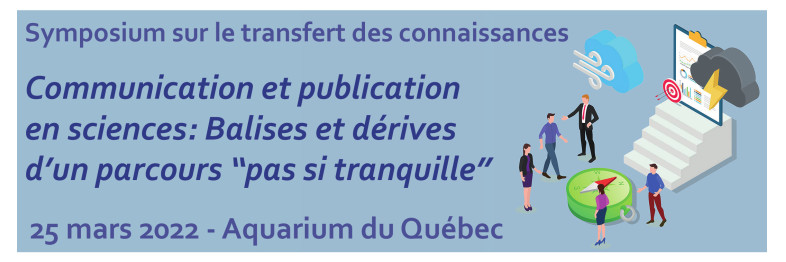 Symposium sur le transfert des connaissances
Communication et publication
en sciences: Balises et dérives
d’un parcours “pas si tranquille”
25 mars 2022 - Aquarium du Québec